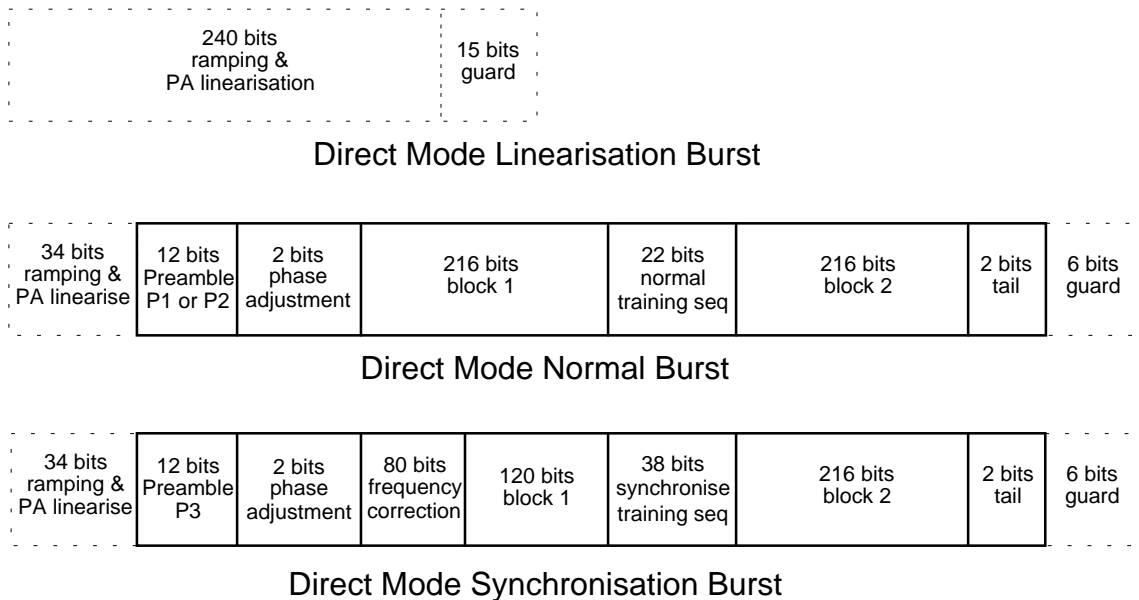 240 bits
ramping &
PA linearisation
15 bits
guard
Direct Mode Linearisation Burst
34 bits
ramping &
PA linearise
12 bits
Preamble
P1 or P2
2 bits
phase
adjustment
216 bits
block 1
22 bits
normal
training seq
216 bits
block 2
2 bits
tail
6 bits
guard
Direct Mode Normal Burst
34 bits
ramping &
PA linearise
12 bits
Preamble
P3
2 bits
phase
adjustment
80 bits
frequency
correction
120 bits
block 1
38 bits
synchronise
training seq
216 bits
block 2
2 bits
tail
6 bits
guard
Direct Mode Synchronisation Burst